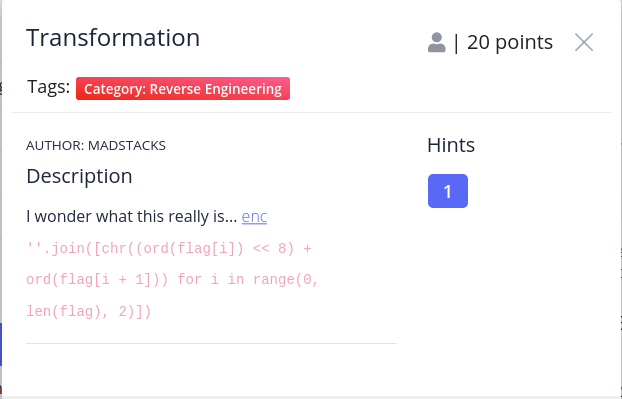 Transformation
| 20 points
Tags: Category: Reverse Engineering
AUTHOR: MADSTACKS
Hints
Description
1
I wonder what this really is... enc
''.join([chr((ord(flag[i]) << 8) +
ord(flag[i + 1])) for i in range(0,
len(flag), 2)])